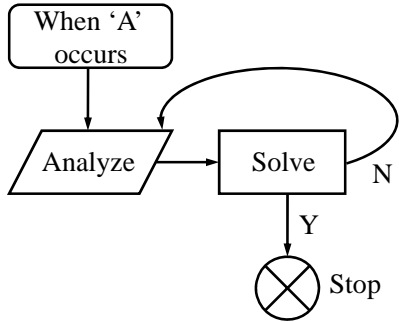 When ‘A’
occurs
Analyze
Solve
N
Y
Stop